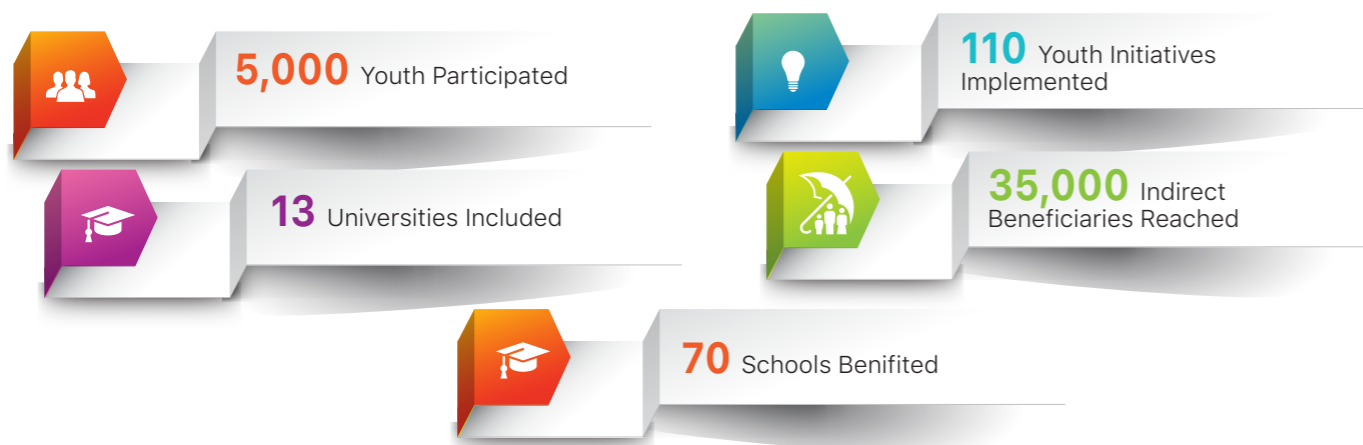 5,000 Youth Participated
110 Youth Initiatives
Implemented
13 Universities Included
35,000 Indirect
Beneficiaries Reached
70 Schools Benifited